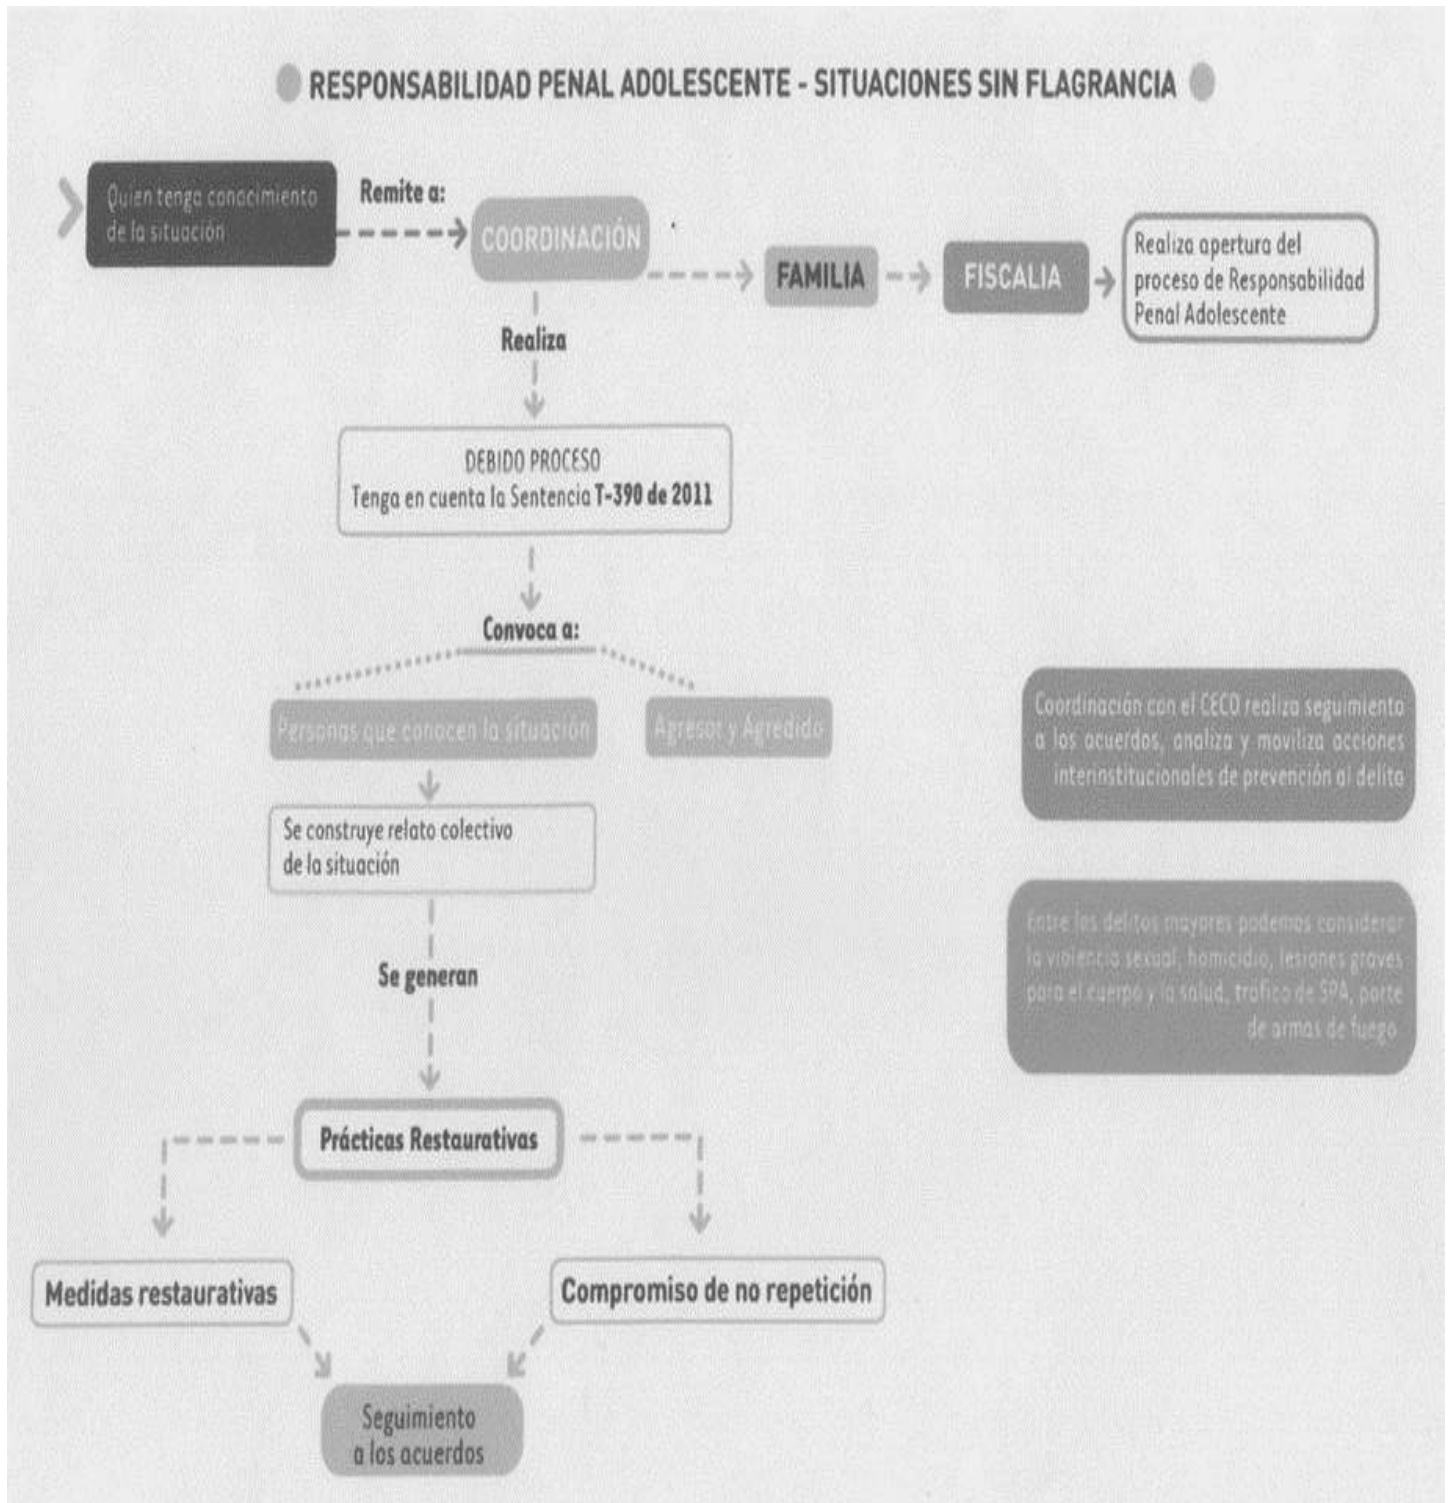 RESPONSABILIDAD PENAL ADOLESCENTE - SITUACIONES SIN FLAGRANCIA
Quien tenga conocimiento
de la situación
Remite a:
COORDINACIÓN
FAMILIA
FISCALIA
Realiza apertura del
proceso de Responsabilidad
Penal Adolescente
Realiza
DEBIDO PROCESO
Tenga en cuenta la Sentencia T-390 de 2011
Convoca a:
Personas que conocen la situación
Agresor y Agredido
Se construye relato colectivo
de la situación
Coordinación con el CECO realiza seguimiento
a los acuerdos, analiza y moviliza acciones
interinstitucionales de prevención al delito
Entre los delitos mayores podemos considerar
la violencia sexual, homicidio, lesiones graves
para el cuerpo y la salud, tráfico de SPA, porte
de armas de fuego
Se generan
Prácticas Restaurativas
Medidas restaurativas
Compromiso de no repetición
Seguimiento
a los acuerdos